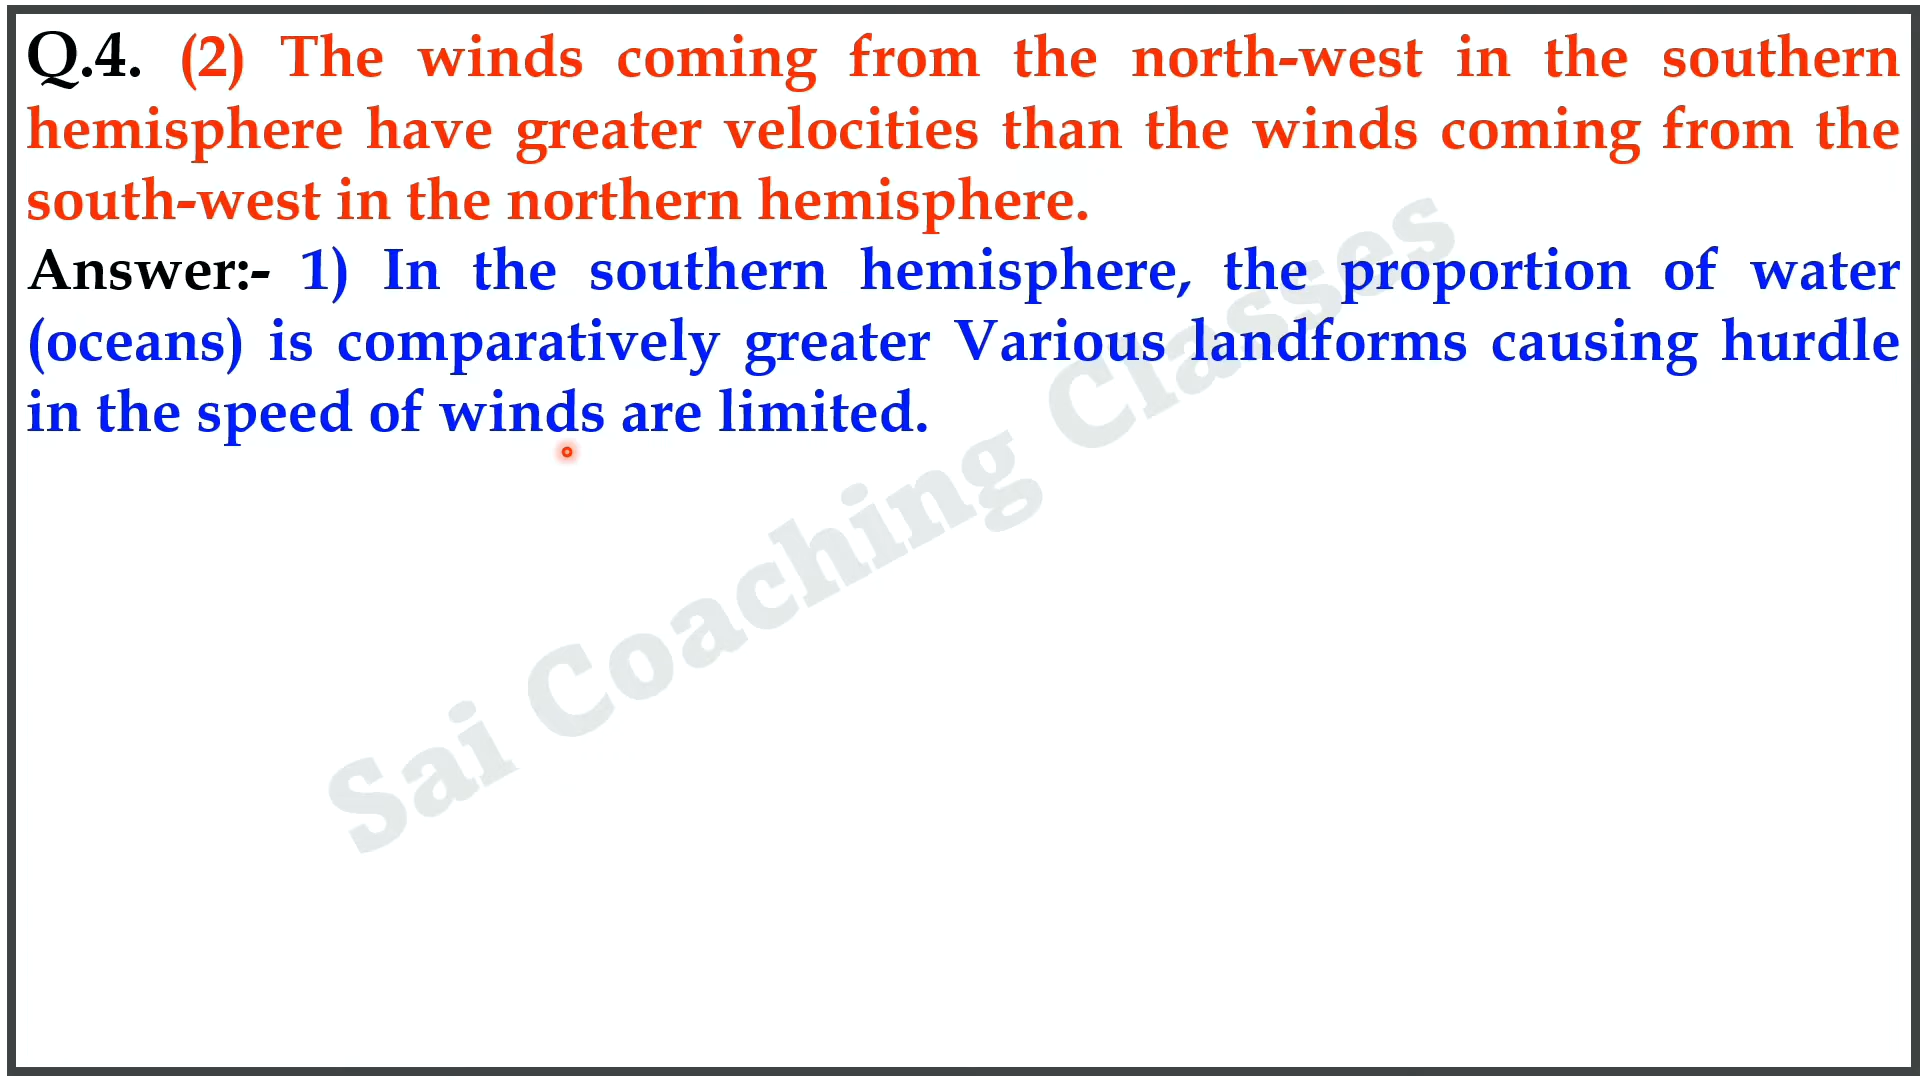 Q.4. (2) The winds coming from the north-west in the southern
hemisphere have greater velocities than the winds coming from the
south-west in the northern hemisphere.
Answer:- 1) In the southern hemisphere, the proportion of water
(oceans) is comparatively greater Various landforms causing hurdle
in the speed of winds are limited.
Sai Coaching Classes